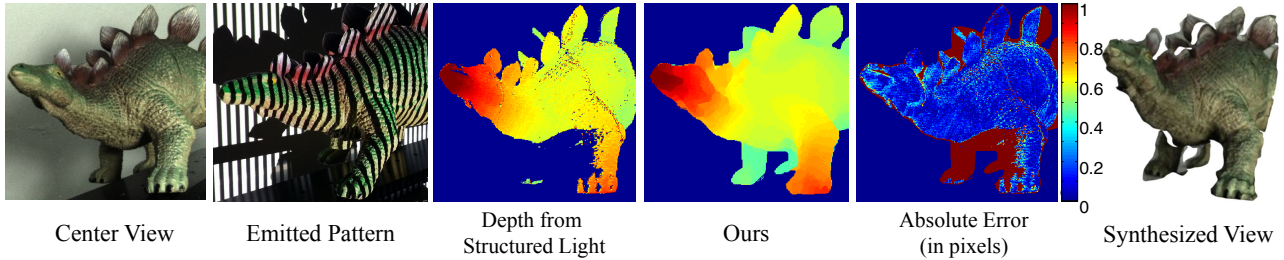 1
0.8
0.6
0.4
0.2
0
Center View
Emitted Pattern
Depth from
Structured Light
Ours
Absolute Error
(in pixels)
Synthesized View